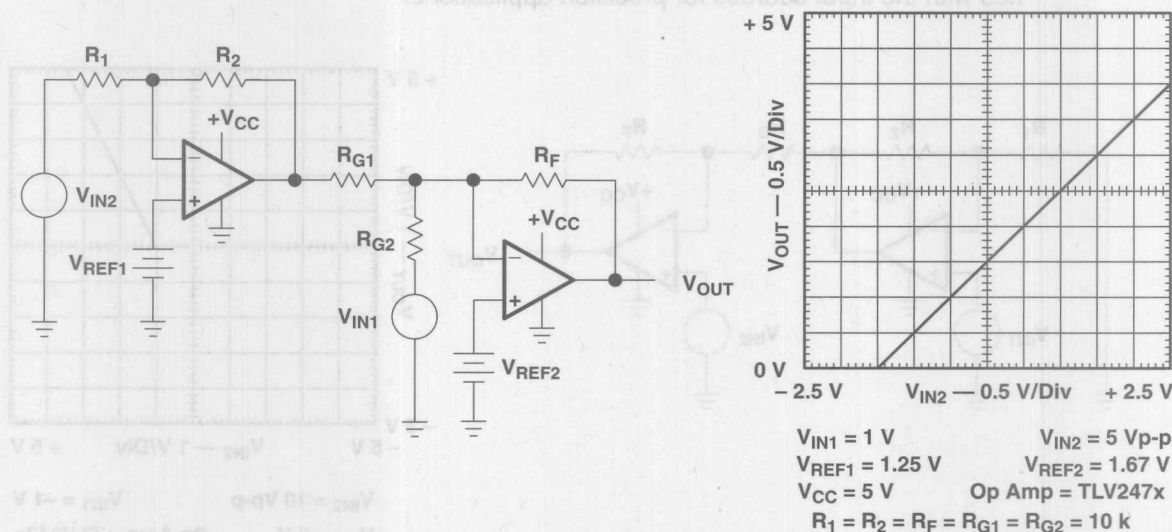 R1
R2
+VCC
−
+
VIN2
VREF1
RG1
RG2
VIN1
RF
+VCC
−
+
VREF2
VOUT
+ 5 V
VOUT — 0.5 V/Div
0 V
– 2.5 V
VIN2 — 0.5 V/Div
+ 2.5 V
VIN1 = 1 V VIN2 = 5 Vp-p
VREF1 = 1.25 V VREF2 = 1.67 V
VCC = 5 V Op Amp = TLV247x
R1 = R2 = RF = RG1 = RG2 = 10 k